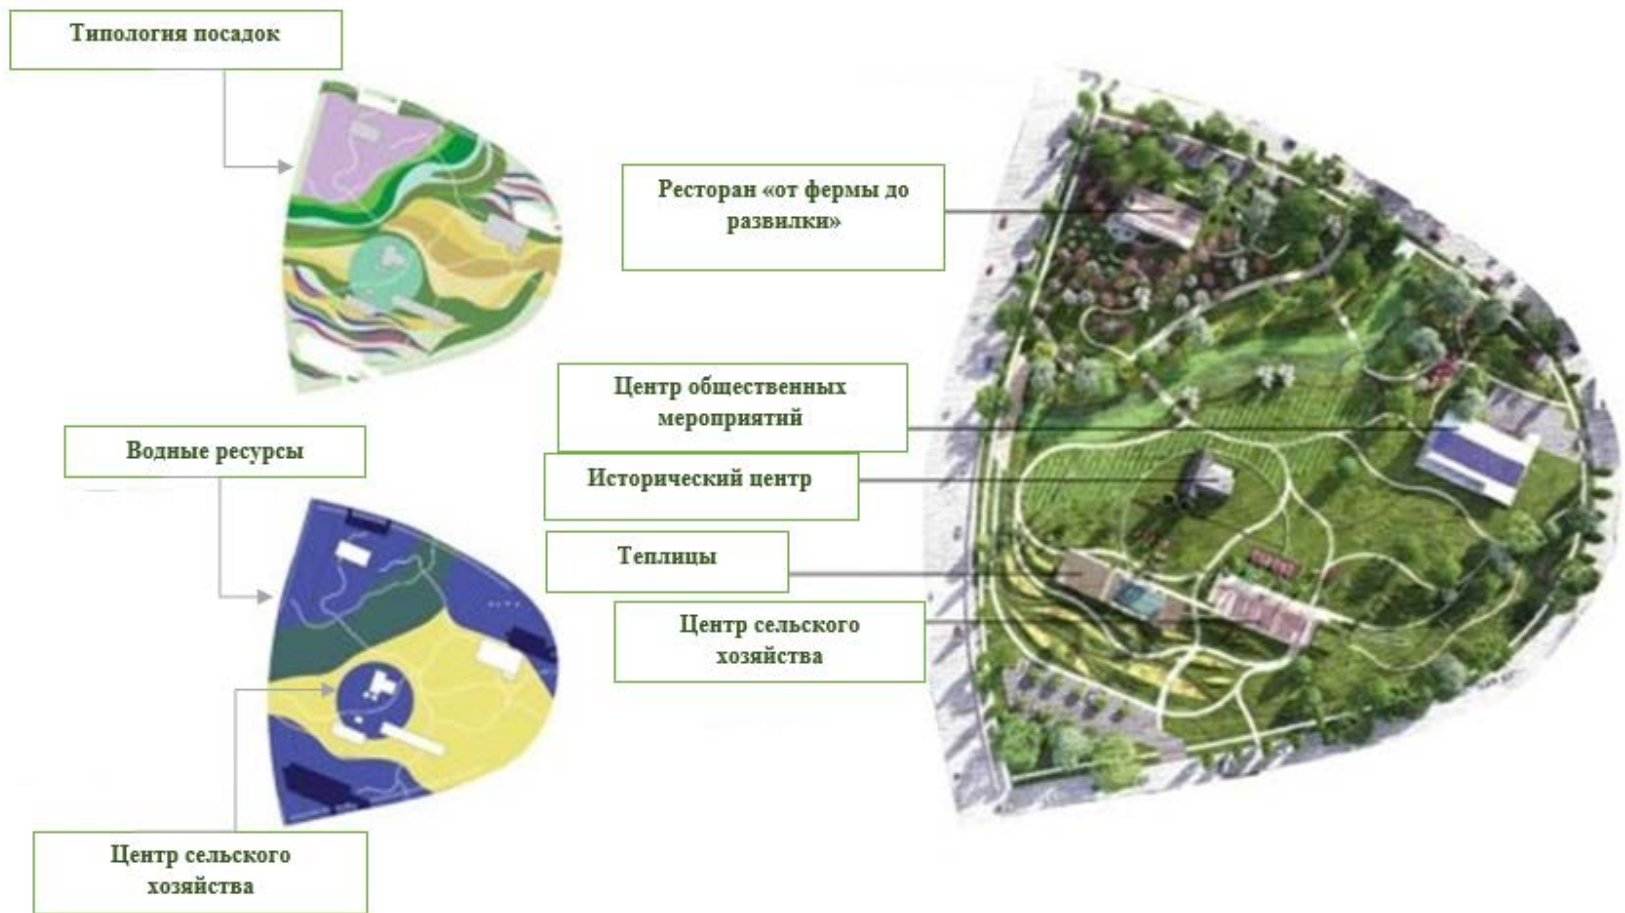 Типология посадок
Ресторан «от фермы до
развилки»
Центр общественных
мероприятий
Водные ресурсы
Исторический центр
Теплицы
Центр сельского
хозяйства
Центр сельского
хозяйства